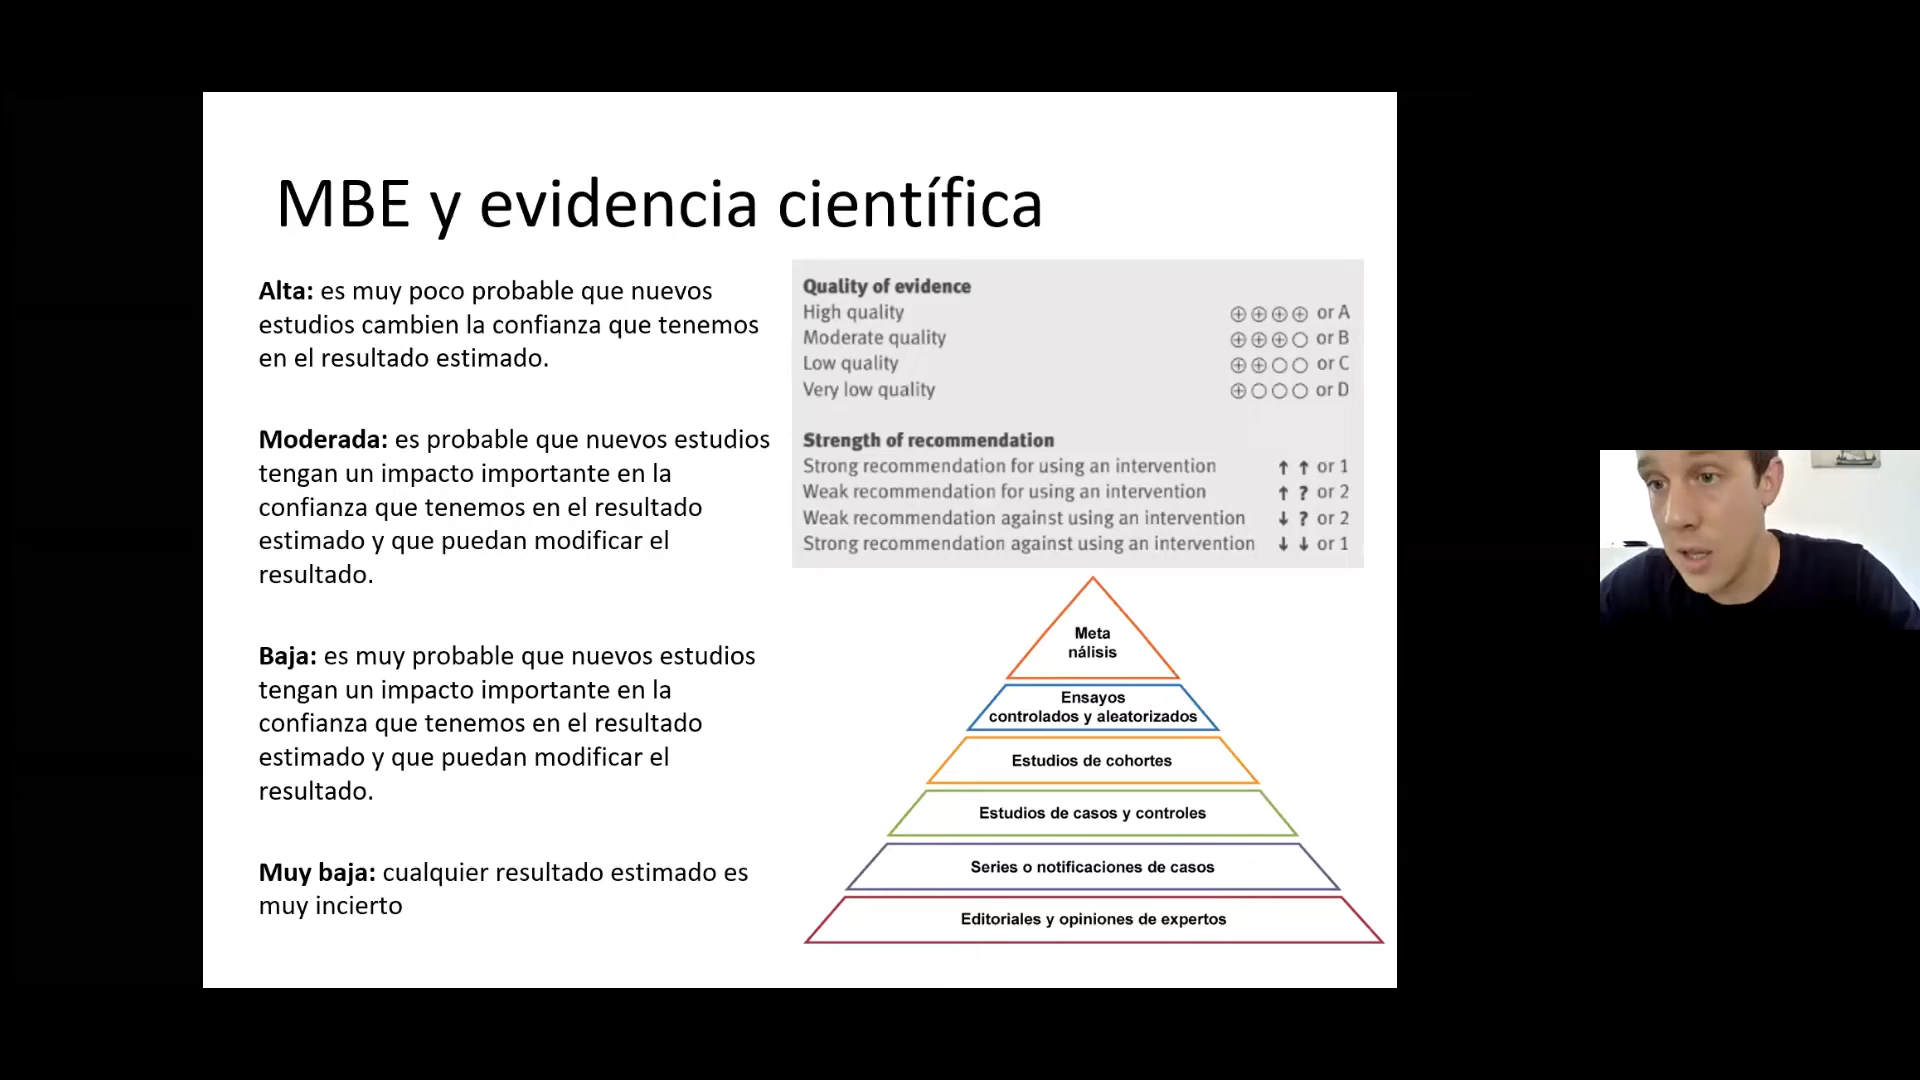 MBE y evidencia científica
Alta: es muy poco probable que nuevos
estudios cambien la confianza que tenemos
en el resultado estimado.
Moderada: es probable que nuevos estudios
tengan un impacto importante en la
confianza que tenemos en el resultado
estimado y que puedan modificar el
resultado.
Baja: es muy probable que nuevos estudios
tengan un impacto importante en la
confianza que tenemos en el resultado
estimado y que puedan modificar el
resultado.
Muy baja: cualquier resultado estimado es
muy incierto
Quality of evidence
High quality ⊕⊕⊕⊕ or A
Moderate quality ⊕⊕⊕○ or B
Low quality ⊕⊕○○ or C
Very low quality ⊕○○○ or D
Strength of recommendation
Strong recommendation for using an intervention ↑↑ or 1
Weak recommendation for using an intervention ↑? or 2
Weak recommendation against using an intervention ↓? or 2
Strong recommendation against using an intervention ↓↓ or 1
Meta
nálisis
Ensayos
controlados y aleatorizados
Estudios de cohortes
Estudios de casos y controles
Series o notificaciones de casos
Editoriales y opiniones de expertos